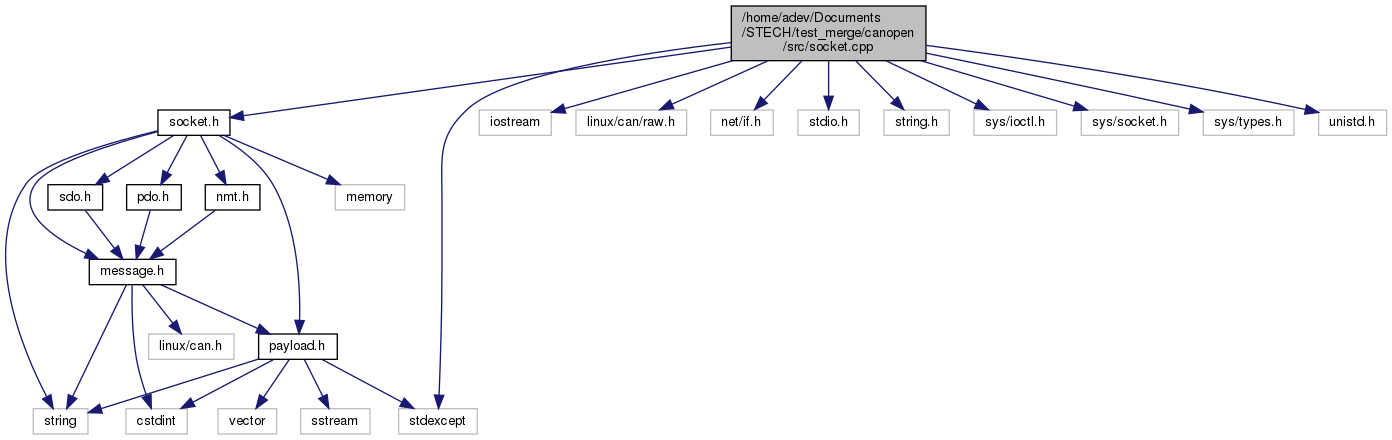 /home/adev/Documents
/STECH/test_merge/canopen
/src/socket.cpp
socket.h
iostream
linux/can/raw.h
net/if.h
stdio.h
string.h
sys/ioctl.h
sys/socket.h
sys/types.h
unistd.h
sdo.h
pdo.h
nmt.h
memory
message.h
linux/can.h
payload.h
string
cstdint
vector
sstream
stdexcept